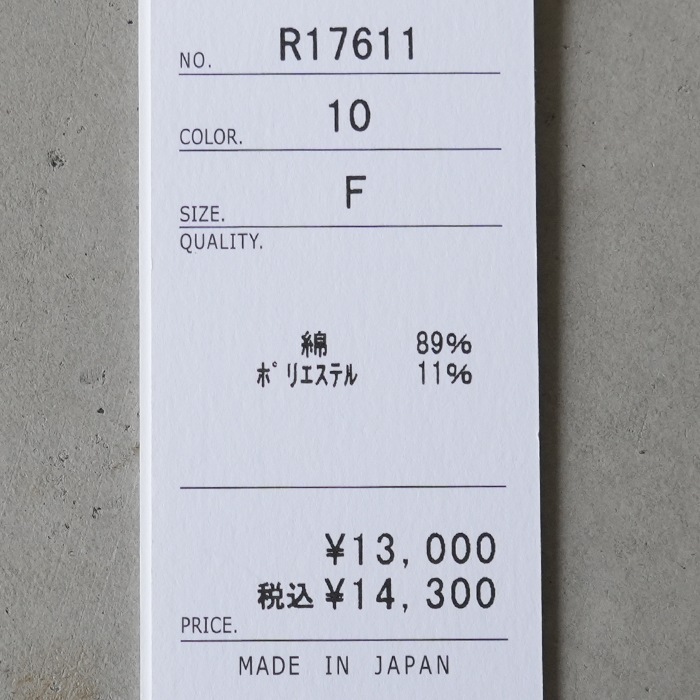 NO. R17611
COLOR. 10
SIZE. F
QUALITY.
綿 89%
ポリエステル 11%
¥13,000
税込 ¥14,300
PRICE.
MADE IN JAPAN